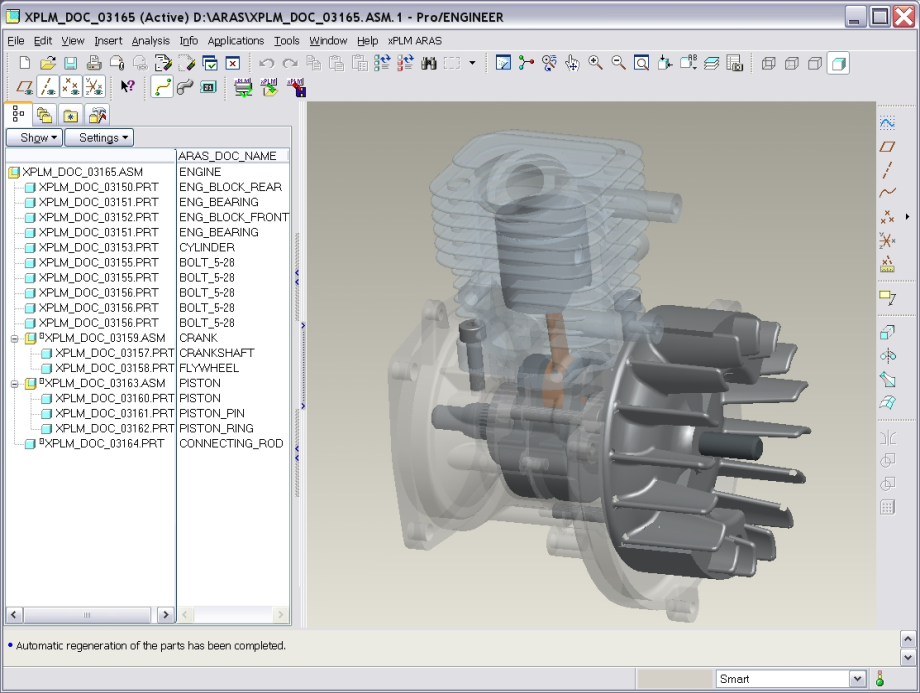 XPLM_DOC_03165 (Active) D:\ARAS\XPLM_DOC_03165.ASM.1 - Pro/ENGINEER
File Edit View Insert Analysis Info Applications Tools Window Help xPLM ARAS
Show Settings
ARAS_DOC_NAME
XPLM_DOC_03165.ASM ENGINE
XPLM_DOC_03150.PRT ENG_BLOCK_REAR
XPLM_DOC_03151.PRT ENG_BEARING
XPLM_DOC_03152.PRT ENG_BLOCK_FRONT
XPLM_DOC_03151.PRT ENG_BEARING
XPLM_DOC_03153.PRT CYLINDER
XPLM_DOC_03155.PRT BOLT_5-28
XPLM_DOC_03155.PRT BOLT_5-28
XPLM_DOC_03156.PRT BOLT_5-28
XPLM_DOC_03156.PRT BOLT_5-28
XPLM_DOC_03156.PRT BOLT_5-28
XPLM_DOC_03159.ASM CRANK
XPLM_DOC_03157.PRT CRANKSHAFT
XPLM_DOC_03158.PRT FLYWHEEL
XPLM_DOC_03163.ASM PISTON
XPLM_DOC_03160.PRT PISTON
XPLM_DOC_03161.PRT PISTON_PIN
XPLM_DOC_03162.PRT PISTON_RING
XPLM_DOC_03164.PRT CONNECTING_ROD
• Automatic regeneration of the parts has been completed.
Smart